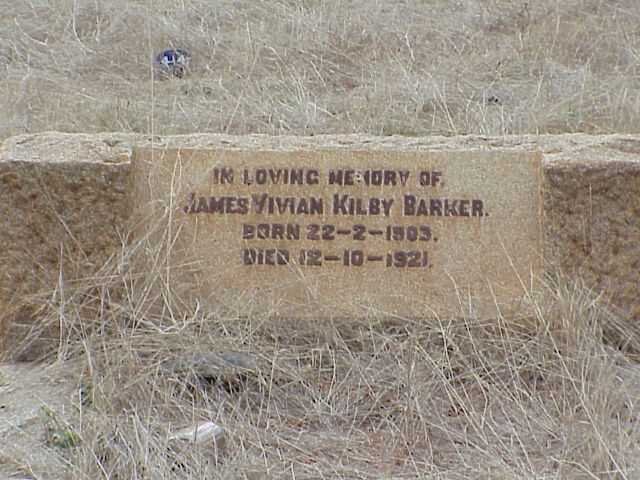 IN LOVING MEMORY OF.
JAMES VIVIAN KILBY BARKER.
BORN 22-2-1903.
DIED 12-10-1921.